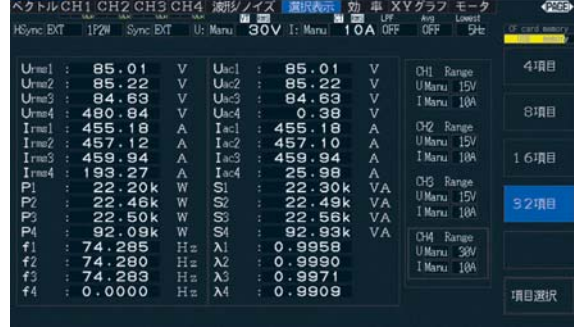 ベクトル CH1 CH2 CH3 CH4 波形/ノイズ 選択表示 効 率 XYグラフ モータ PAGE
HSync:EXT 1P2W Sync EXT U: Manu 30V I: Manu 10A LPF OFF Avg OFF Lowest 5Hz CF card memory
Urms1 : 85.01 V Uac1 : 85.01 V
Urms2 : 85.22 V Uac2 : 85.22 V
Urms3 : 84.63 V Uac3 : 84.63 V
Urms4 : 480.84 V Uac4 : 0.38 V
Irms1 : 455.18 A Iac1 : 455.18 A
Irms2 : 457.12 A Iac2 : 457.10 A
Irms3 : 459.94 A Iac3 : 459.94 A
Irms4 : 193.27 A Iac4 : 25.98 A
P1 : 22.20k W S1 : 22.30k VA
P2 : 22.46k W S2 : 22.49k VA
P3 : 22.50k W S3 : 22.56k VA
P4 : 92.09k W S4 : 92.93k VA
f1 : 74.285 Hz λ1 : 0.9958
f2 : 74.280 Hz λ2 : 0.9990
f3 : 74.283 Hz λ3 : 0.9971
f4 : 0.0000 Hz λ4 : 0.9909
CH1 Range
U Manu 15V
I Manu 10A
CH2 Range
U Manu 15V
I Manu 10A
CH3 Range
U Manu 15V
I Manu 10A
CH4 Range
U Manu 30V
I Manu 10A
4項目
8項目
16項目
32項目
項目選択